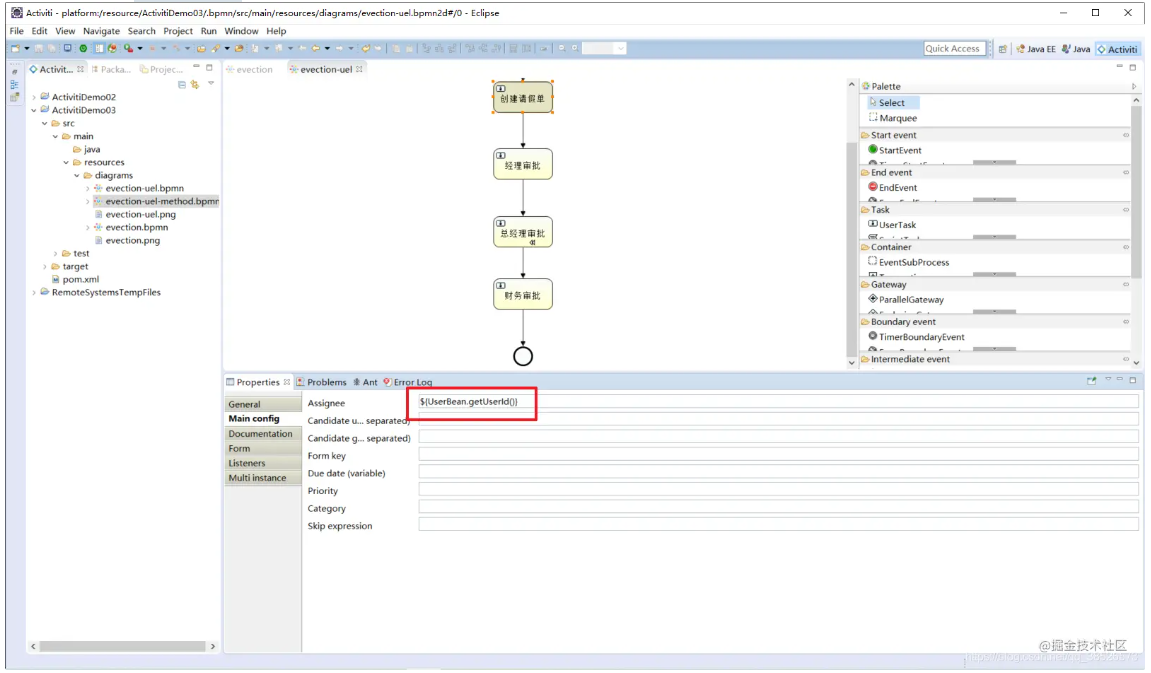 Activiti - platform:/resource/ActivitiDemo03/.bpmn/src/main/resources/diagrams/evection-uel.bpmn2d#/0 - Eclipse
File Edit View Navigate Search Project Run Window Help
Quick Access
Java EE
Java
Activiti
Activit...
Packa...
Projec...
evection
evection-uel
ActivitiDemo02
ActivitiDemo03
src
main
java
resources
diagrams
evection-uel.bpmn
evection-uel-method.bpmn
evection-uel.png
evection.bpmn
evection.png
test
target
pom.xml
RemoteSystemsTempFiles
创建请假单
经理审批
总经理审批
财务审批
Palette
Select
Marquee
Start event
StartEvent
End event
EndEvent
Task
UserTask
Container
EventSubProcess
Gateway
ParallelGateway
Boundary event
TimerBoundaryEvent
Intermediate event
Properties
Problems
Ant
Error Log
General
Main config
Documentation
Form
Listeners
Multi instance
Assignee
${UserBean.getUserId()}
Candidate u... separated)
Candidate g... separated)
Form key
Due date (variable)
Priority
Category
Skip expression
@掘金技术社区